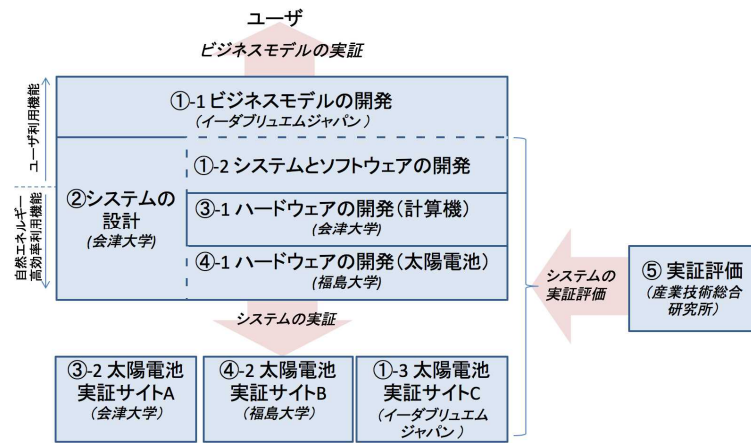 ユーザ
ビジネスモデルの実証
①-1 ビジネスモデルの開発
(イーダブリュエムジャパン)
ユーザ利用機能
①-2 システムとソフトウェアの開発
②システムの
設計
(会津大学)
③-1 ハードウェアの開発(計算機)
(会津大学)
④-1 ハードウェアの開発(太陽電池)
(福島大学)
自然エネルギー
高効率利用機能
システムの
実証評価
⑤ 実証評価
(産業技術総合
研究所)
システムの実証
③-2 太陽電池
実証サイトA
(会津大学)
④-2 太陽電池
実証サイトB
(福島大学)
①-3 太陽電池
実証サイトC
(イーダブリュエム
ジャパン)